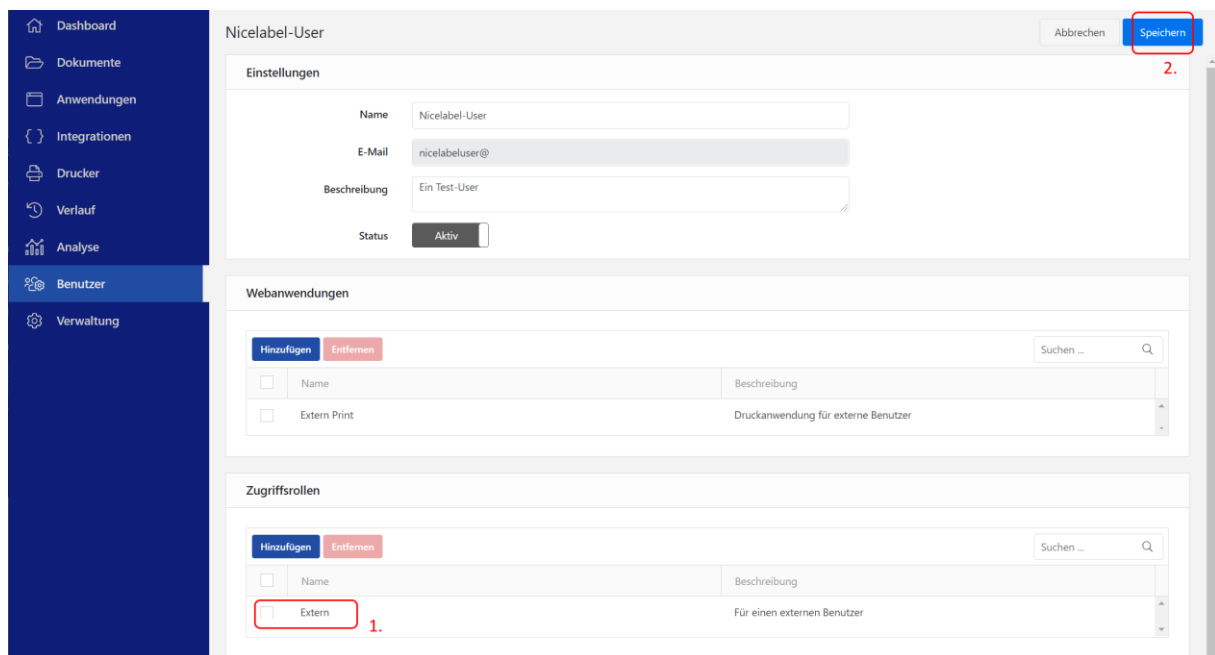 Dashboard
Dokumente
Anwendungen
Integrationen
Drucker
Verlauf
Analyse
Benutzer
Verwaltung
Nicelabel-User
Abbrechen
Speichern
2.
Einstellungen
Name
Nicelabel-User
E-Mail
nicelabeluser@
Beschreibung
Ein Test-User
Status
Aktiv
Webanwendungen
Hinzufügen
Entfernen
Suchen ...
Name
Beschreibung
Extern Print
Druckanwendung für externe Benutzer
Zugriffsrollen
Hinzufügen
Entfernen
Suchen ...
Name
Beschreibung
Extern
1.
Für einen externen Benutzer